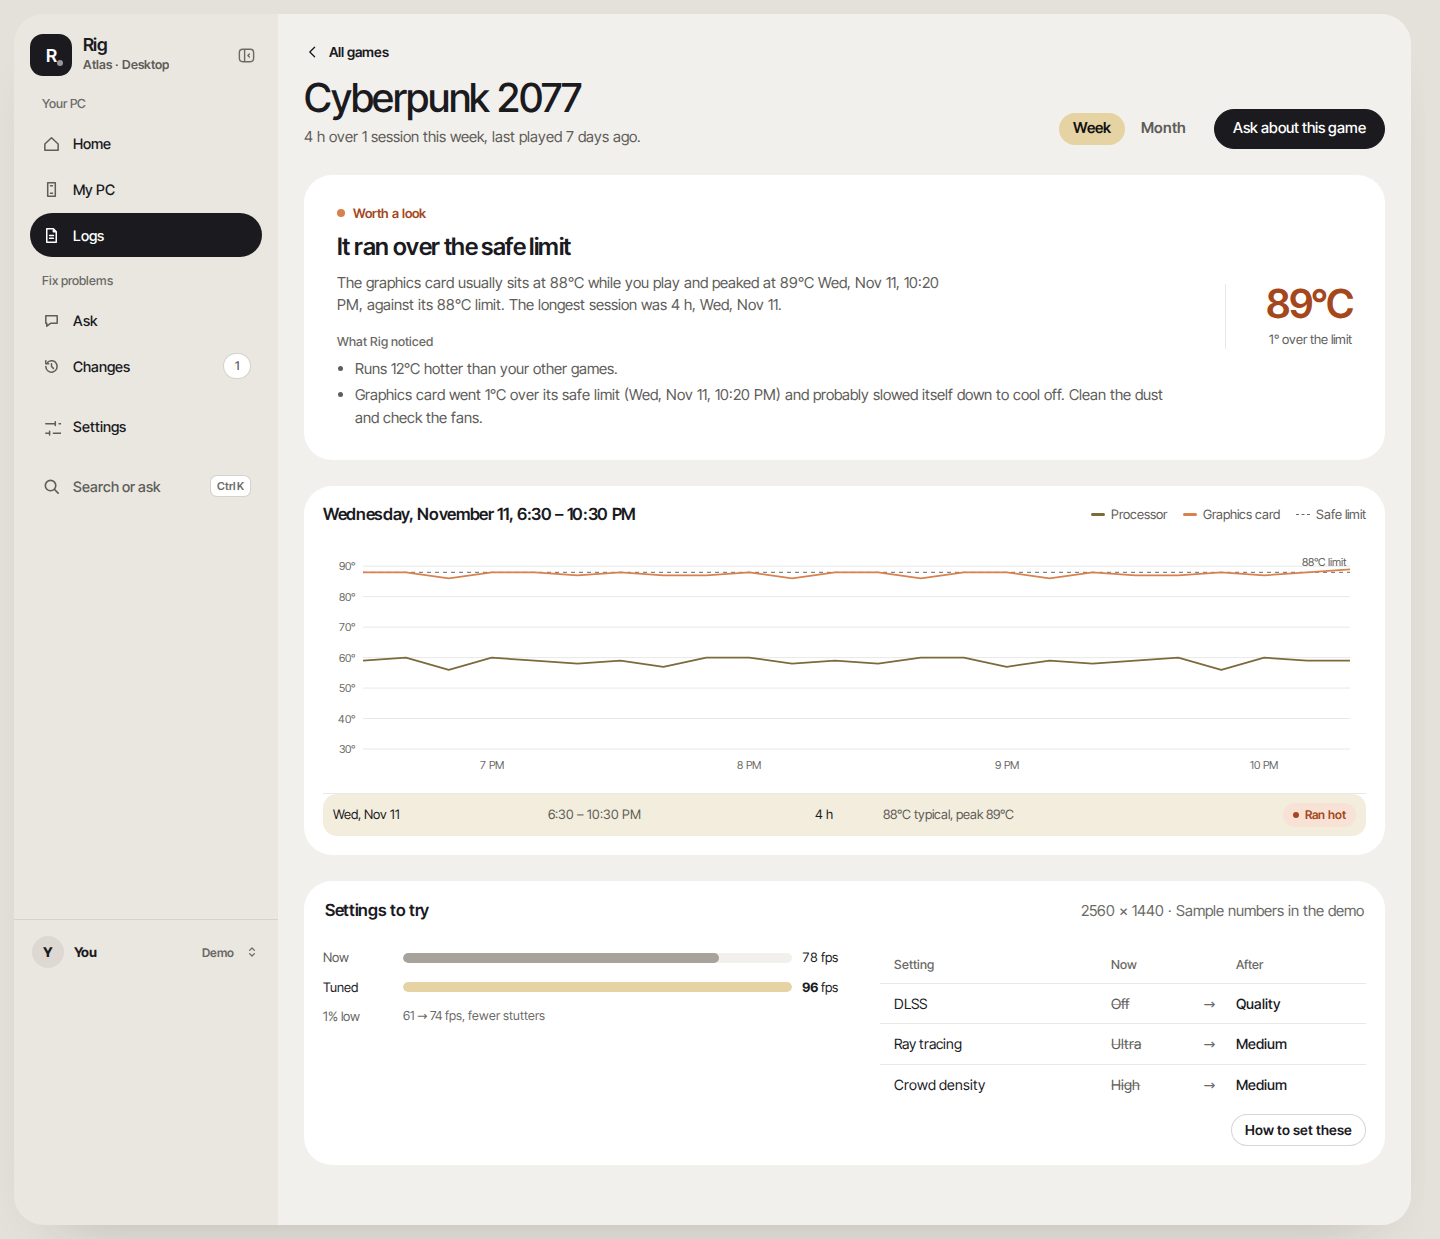 R
Rig
Atlas · Desktop
Your PC
Home
My PC
Logs
Fix problems
Ask
Changes 1
Settings
Search or ask Ctrl K
Y You Demo
All games
Cyberpunk 2077
4 h over 1 session this week, last played 7 days ago.
Week Month Ask about this game
Worth a look
It ran over the safe limit
The graphics card usually sits at 88°C while you play and peaked at 89°C Wed, Nov 11, 10:20
PM, against its 88°C limit. The longest session was 4 h, Wed, Nov 11.
What Rig noticed
• Runs 12°C hotter than your other games.
• Graphics card went 1°C over its safe limit (Wed, Nov 11, 10:20 PM) and probably slowed itself down to cool off. Clean the dust
and check the fans.
89°C
1° over the limit
Wednesday, November 11, 6:30 – 10:30 PM
Processor Graphics card Safe limit
88°C limit
90°
80°
70°
60°
50°
40°
30°
7 PM 8 PM 9 PM 10 PM
Wed, Nov 11 6:30 – 10:30 PM 4 h 88°C typical, peak 89°C Ran hot
Settings to try
2560 × 1440 · Sample numbers in the demo
Now 78 fps
Tuned 96 fps
1% low 61 → 74 fps, fewer stutters
Setting Now After
DLSS Off → Quality
Ray tracing Ultra → Medium
Crowd density High → Medium
How to set these